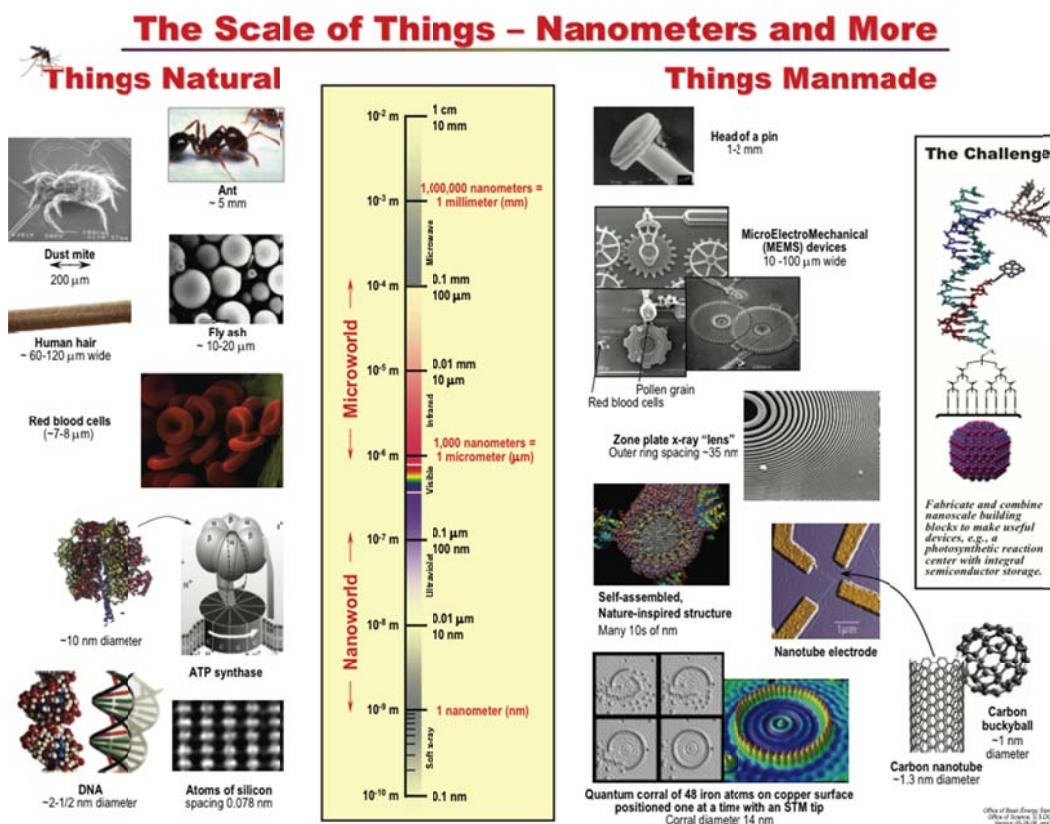 The Scale of Things – Nanometers and More
Things Natural
Things Manmade
Ant
~ 5 mm
Dust mite
200 µm
Human hair
~ 60-120 µm wide
Fly ash
~ 10-20 µm
Red blood cells
(~7-8 µm)
~10 nm diameter
ATP synthase
DNA
~2-1/2 nm diameter
Atoms of silicon
spacing 0.078 nm
Microworld
Nanoworld
10-2 m
1 cm
10 mm
10-3 m
1,000,000 nanometers =
1 millimeter (mm)
Microwave
10-4 m
0.1 mm
100 µm
10-5 m
0.01 mm
10 µm
Infrared
10-6 m
1,000 nanometers =
1 micrometer (µm)
Visible
10-7 m
0.1 µm
100 nm
Ultraviolet
10-8 m
0.01 µm
10 nm
10-9 m
1 nanometer (nm)
Soft x-ray
10-10 m
0.1 nm
Head of a pin
1-2 mm
MicroElectroMechanical
(MEMS) devices
10 -100 µm wide
Pollen grain
Red blood cells
Zone plate x-ray “lens”
Outer ring spacing ~35 nm
Self-assembled,
Nature-inspired structure
Many 10s of nm
1µm
Nanotube electrode
Carbon
buckyball
~1 nm
diameter
Carbon nanotube
~1.3 nm diameter
Quantum corral of 48 iron atoms on copper surface
positioned one at a time with an STM tip
Corral diameter 14 nm
The Challenge
Fabricate and combine
nanoscale building
blocks to make useful
devices, e.g., a
photosynthetic reaction
center with integral
semiconductor storage.
Office of Basic Energy
Office of Science, U.S.